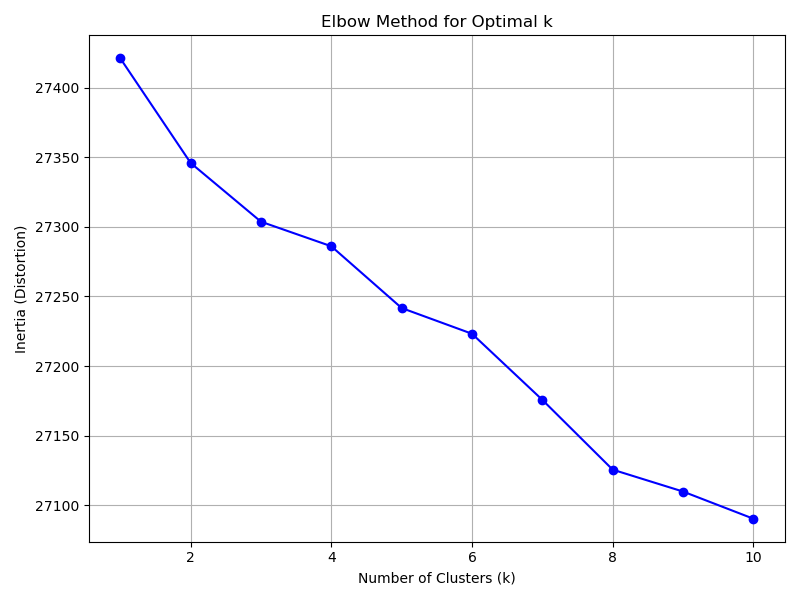 Elbow Method for Optimal k
27400
27350
27300
27250
27200
27150
27100
Inertia (Distortion)
2 4 6 8 10
Number of Clusters (k)